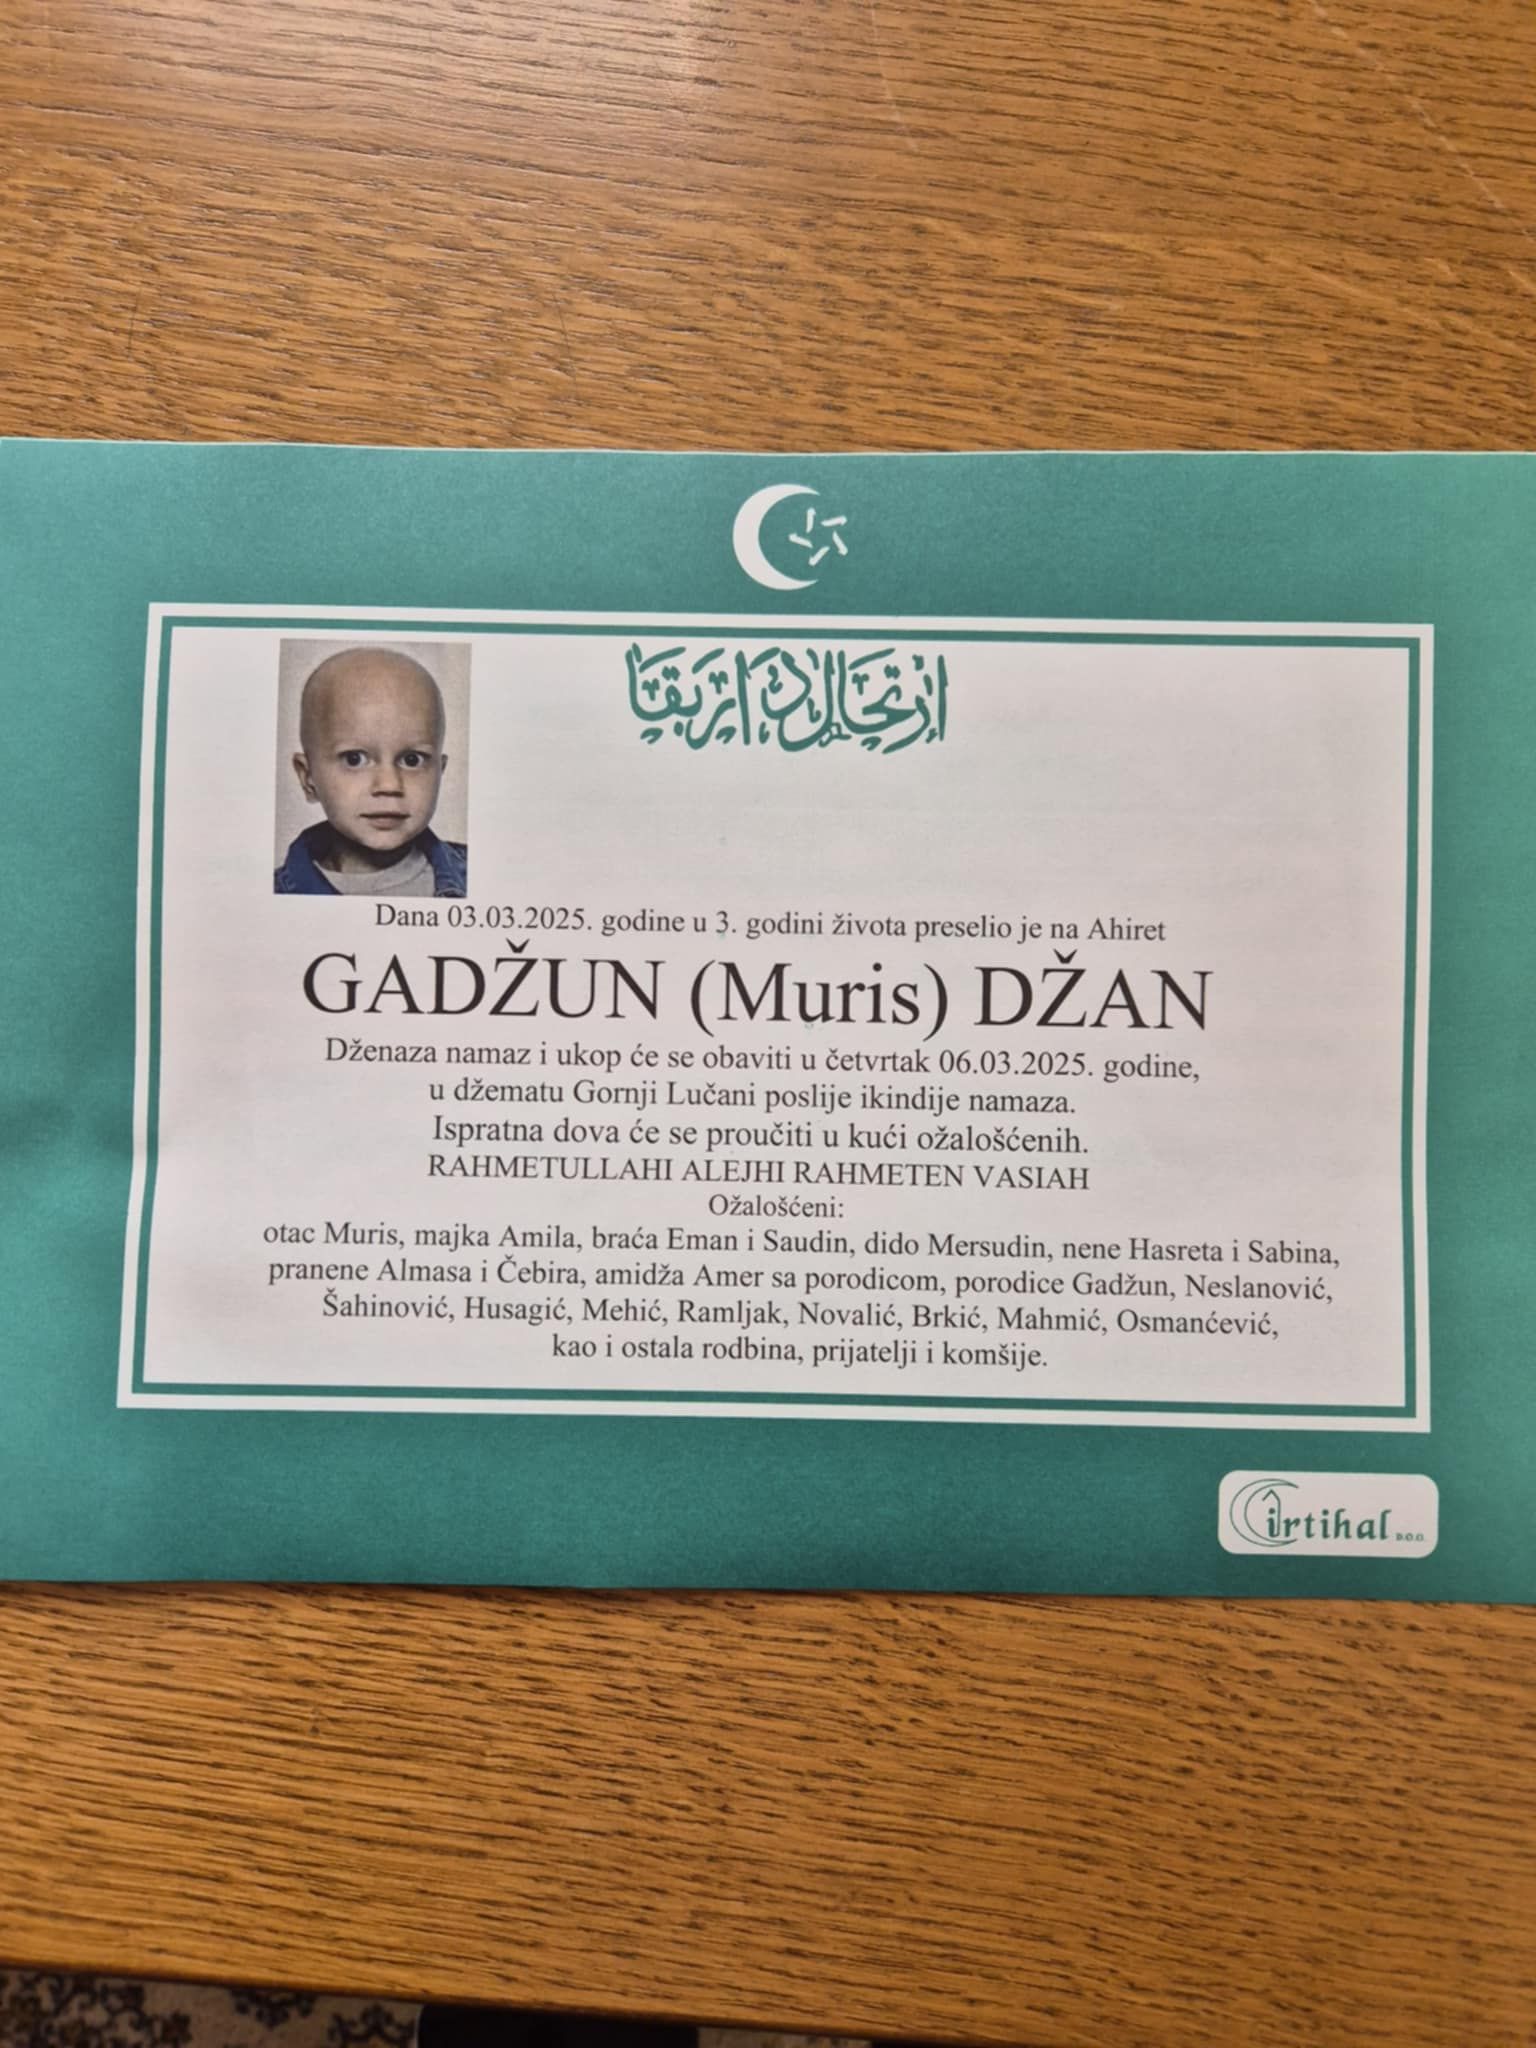 Dana 03.03.2025. godine u 3. godini života preselio je na Ahiret
GADŽUN (Muris) DŽAN
Dženaza namaz i ukop će se obaviti u četvrtak 06.03.2025. godine,
u džematu Gornji Lučani poslije ikindije namaza.
Ispratna dova će se proučiti u kući ožalošćenih.
RAHMETULLAHI ALEJHI RAHMETEN VASIAH
Ožalošćeni:
otac Muris, majka Amila, braća Eman i Saudin, dido Mersudin, nene Hasreta i Sabina,
pranene Almasa i Čebira, amidža Amer sa porodicom, porodice Gadžun, Neslanović,
Šahinović, Husagić, Mehić, Ramljak, Novalić, Brkić, Mahmić, Osmanćević,
kao i ostala rodbina, prijatelji i komšije.
irtihal D.O.O.